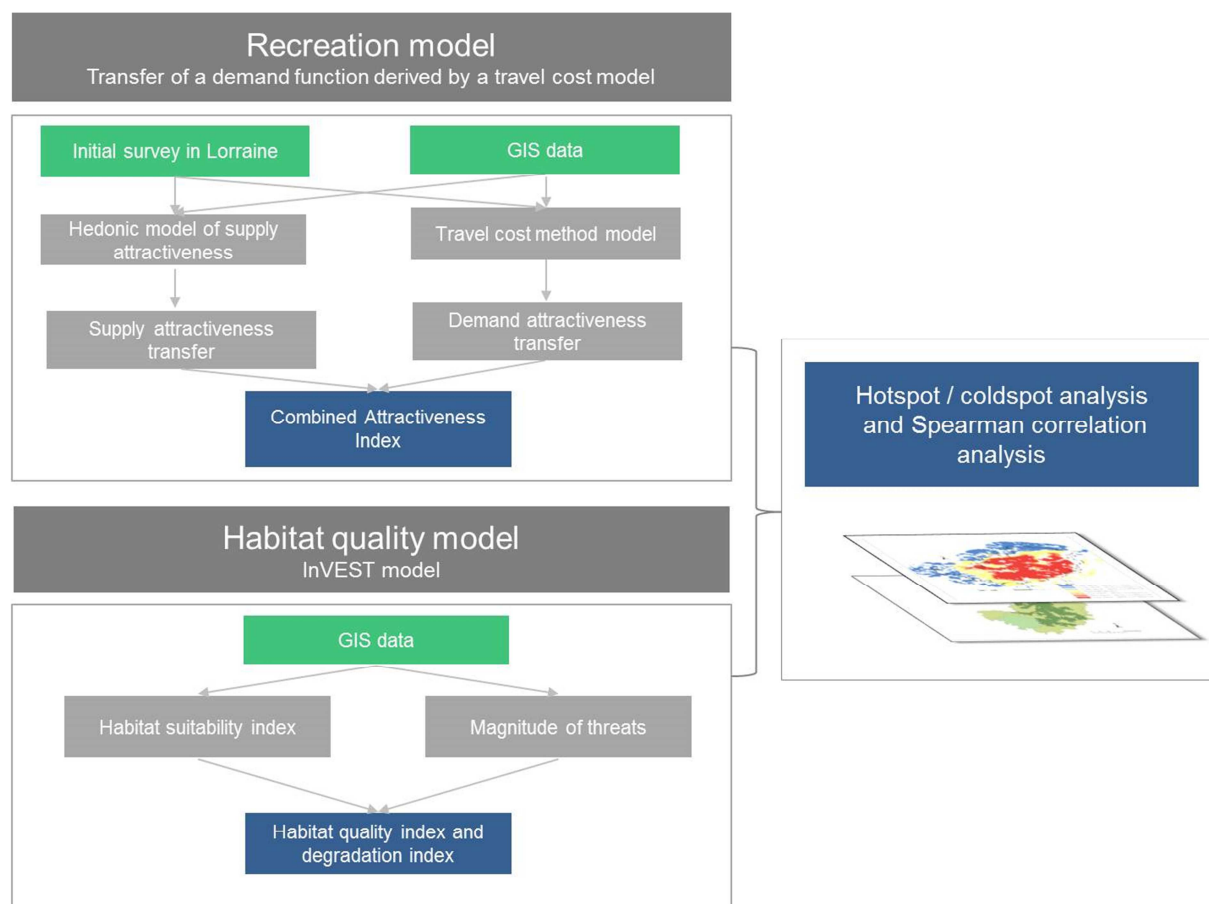 Recreation model
Transfer of a demand function derived by a travel cost model
Initial survey in Lorraine
GIS data
Hedonic model of supply
attractiveness
Travel cost method model
Supply attractiveness
transfer
Demand attractiveness
transfer
Combined Attractiveness
Index
Habitat quality model
InVEST model
GIS data
Habitat suitability index
Magnitude of threats
Habitat quality index and
degradation index
Hotspot / coldspot analysis
and Spearman correlation
analysis